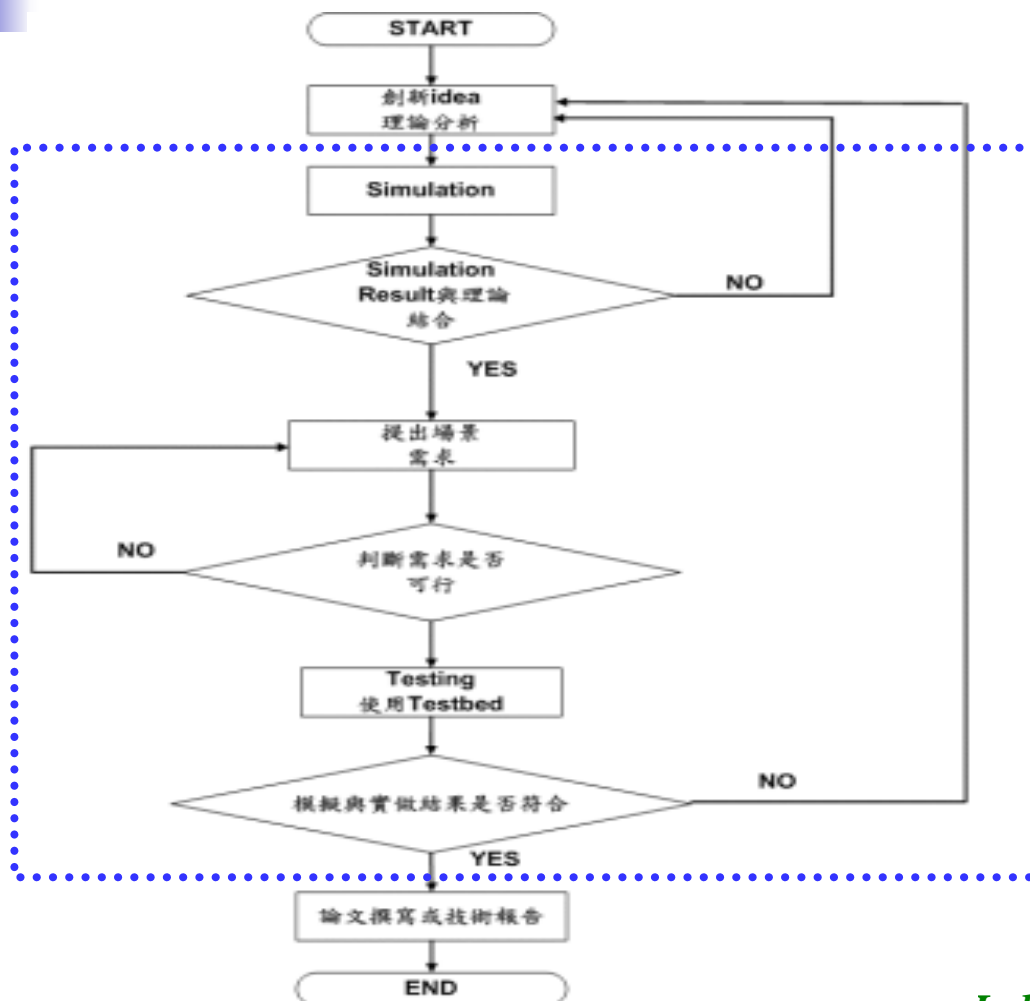 START
創新idea
理論分析
Simulation
Simulation
Result與理論
結合
NO
YES
提出場景
需求
NO
判斷需求是否
可行
Testing
使用Testbed
NO
模擬與實做結果是否符合
YES
論文撰寫或技術報告
END